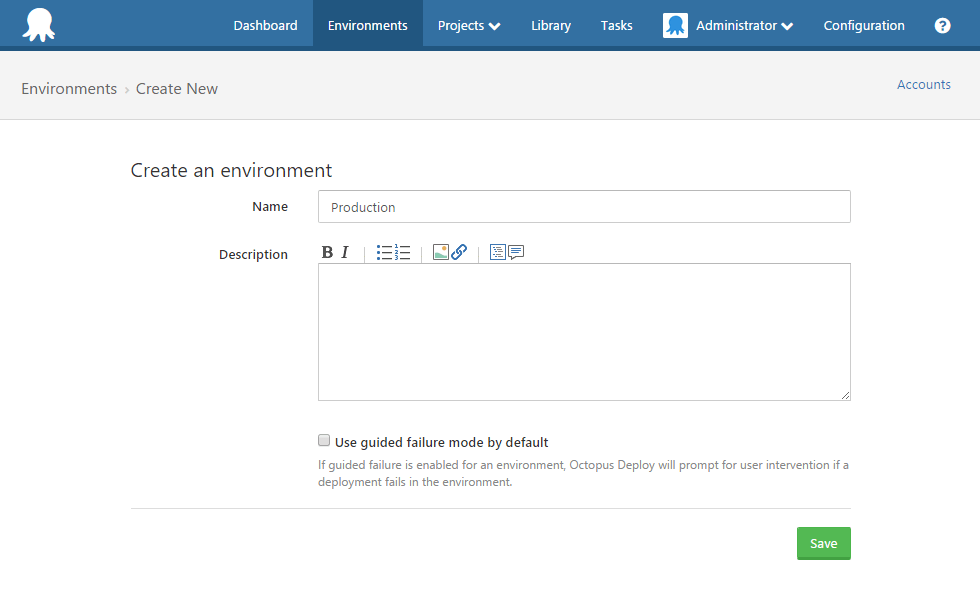 Dashboard Environments Projects Library Tasks Administrator Configuration ?
Environments › Create New Accounts
Create an environment
Name Production
Description B I
Use guided failure mode by default
If guided failure is enabled for an environment, Octopus Deploy will prompt for user intervention if a
deployment fails in the environment.
Save